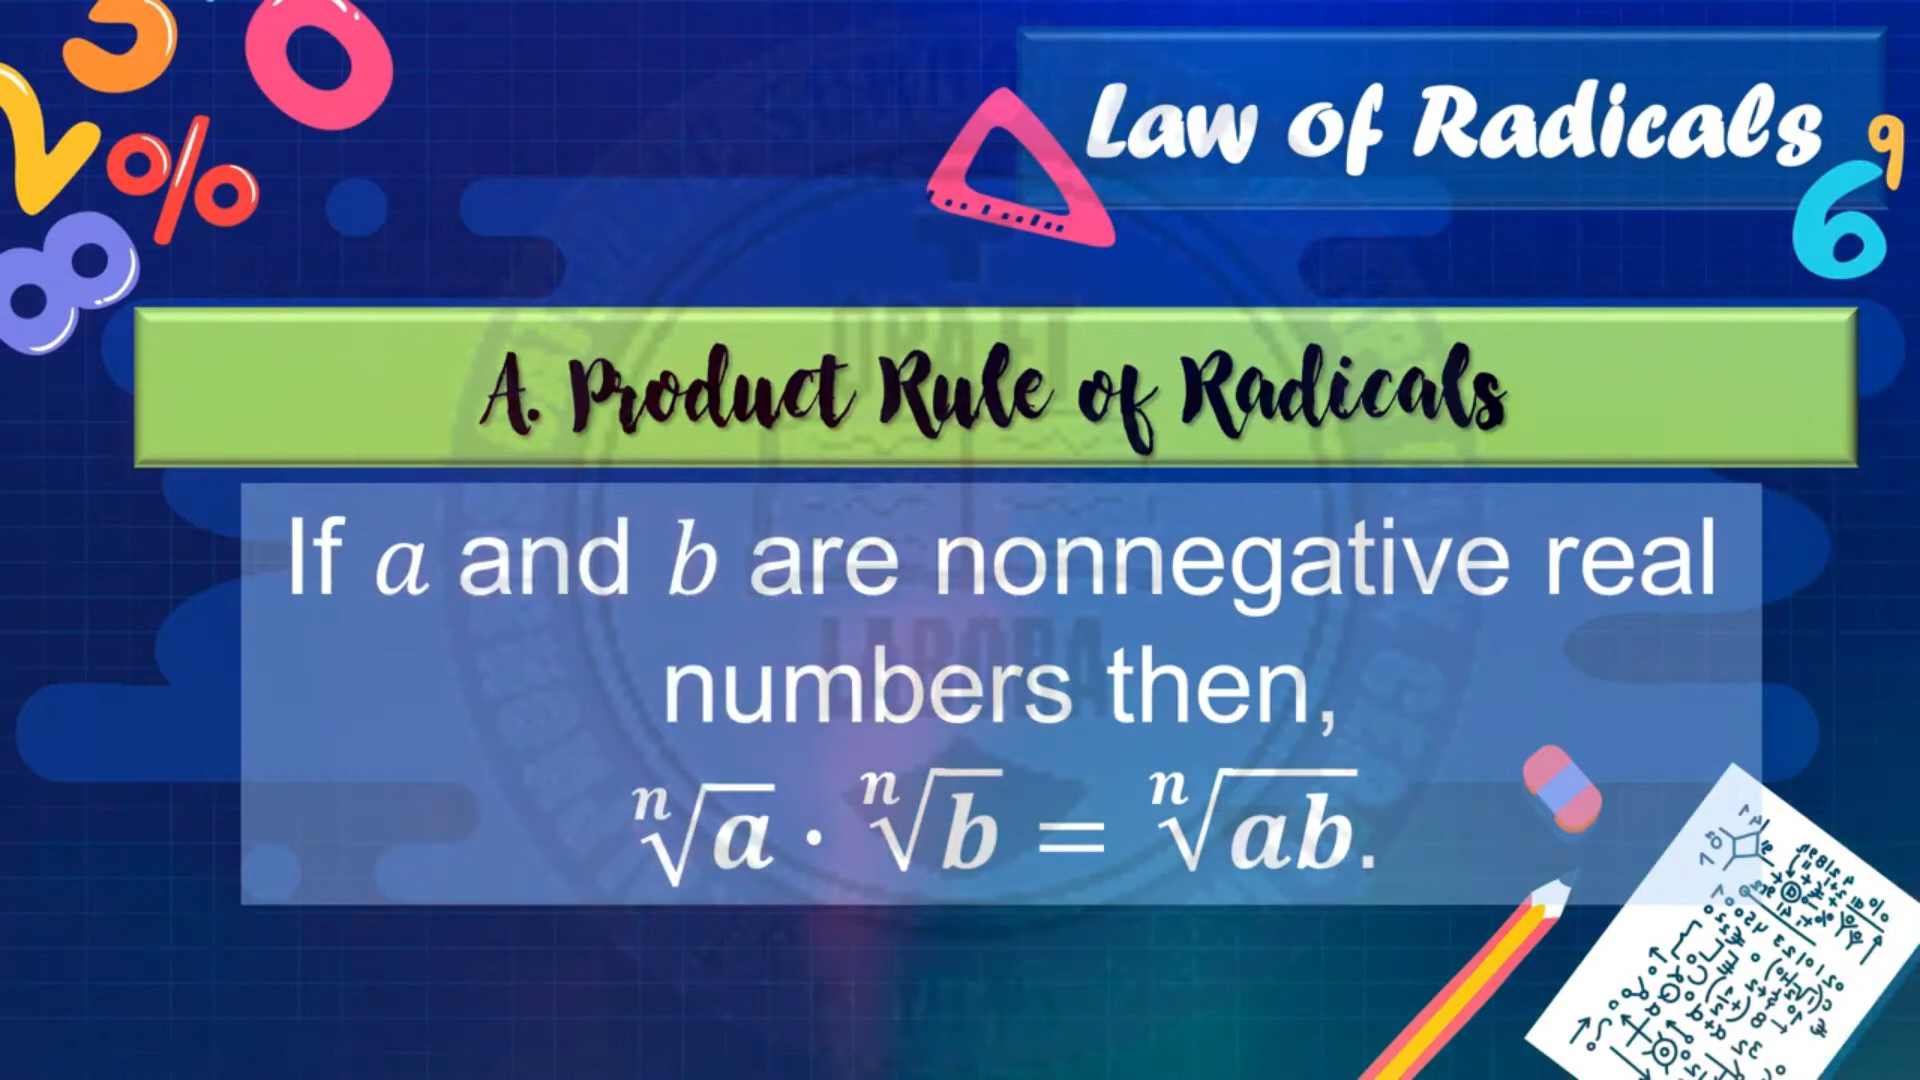 Law of Radicals
A. Product Rule of Radicals
If a and b are nonnegative real
numbers then,
ⁿ√a · ⁿ√b = ⁿ√ab.